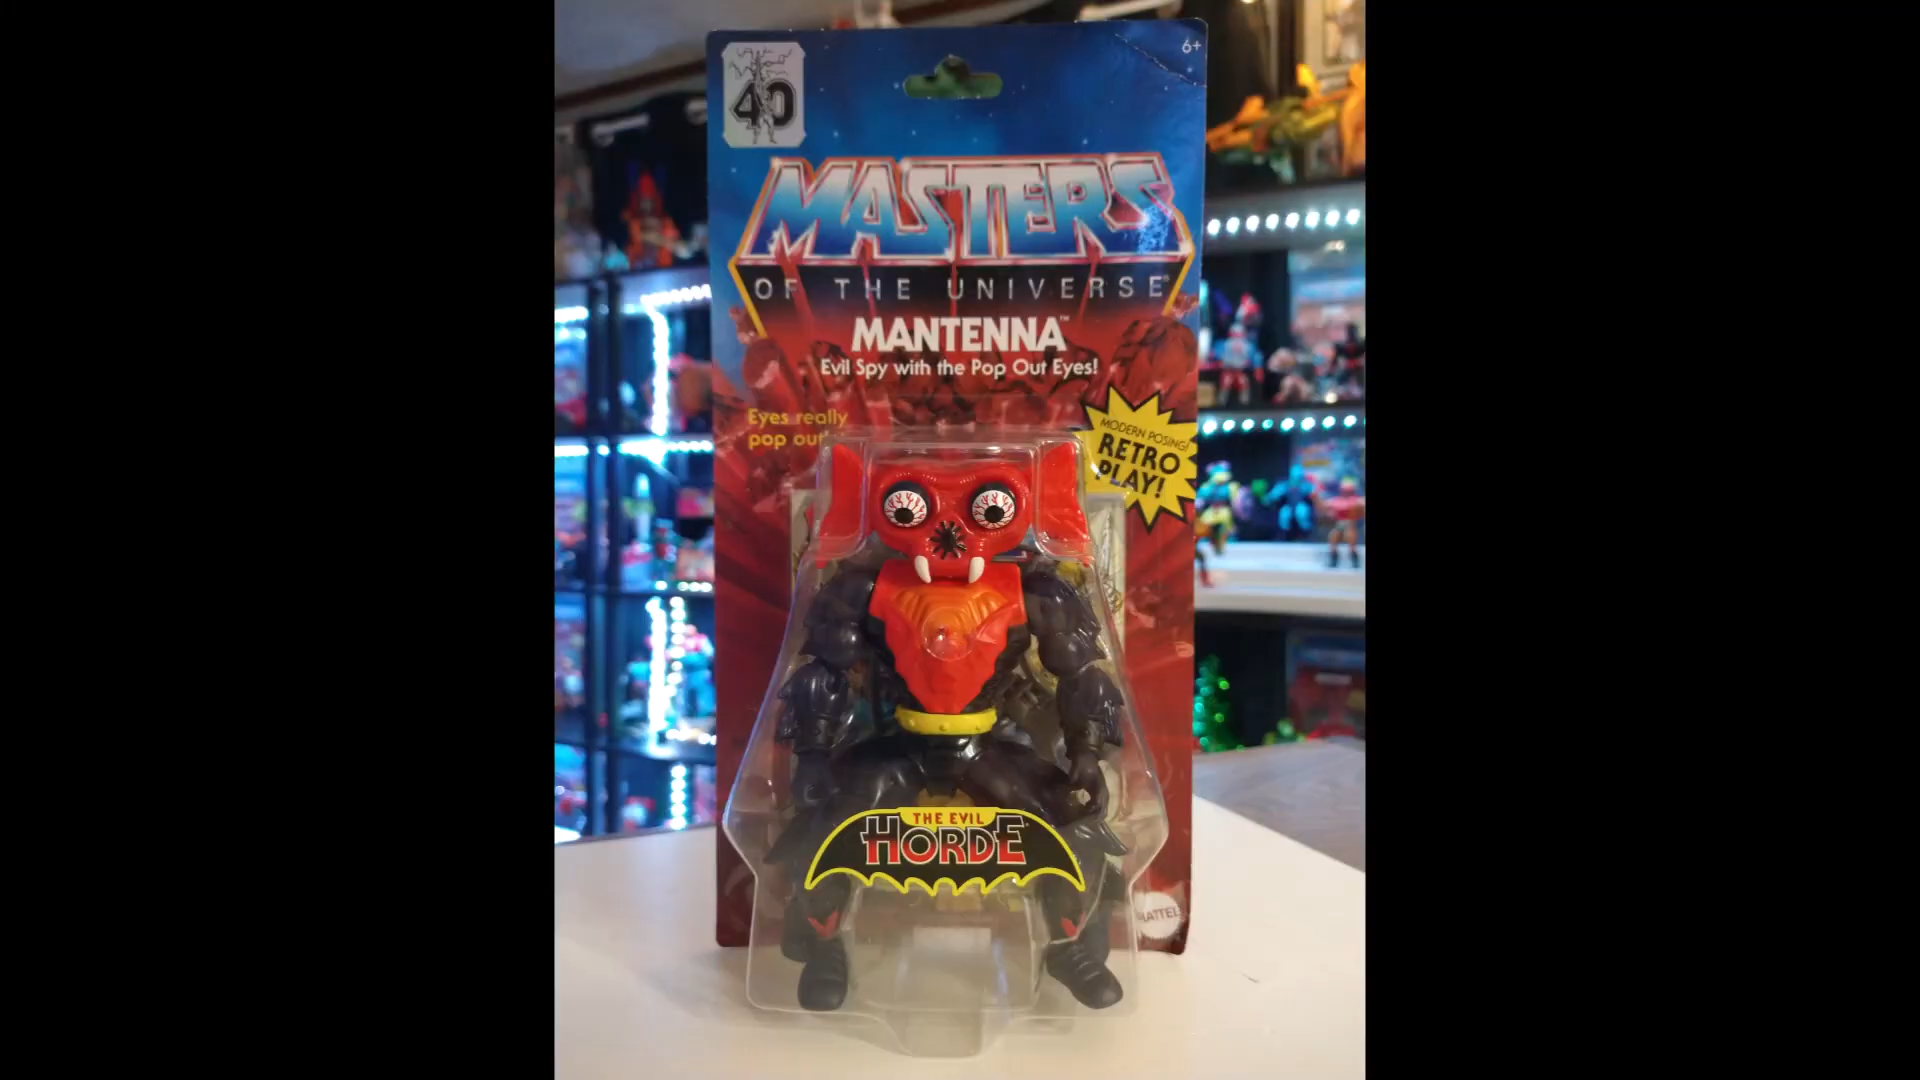 6+
40
MASTERS
OF THE UNIVERSE®
MANTENNA™
Evil Spy with the Pop Out Eyes!
Eyes really
pop out!
MODERN POSING!
RETRO
PLAY!
THE EVIL
HORDE
MATTEL